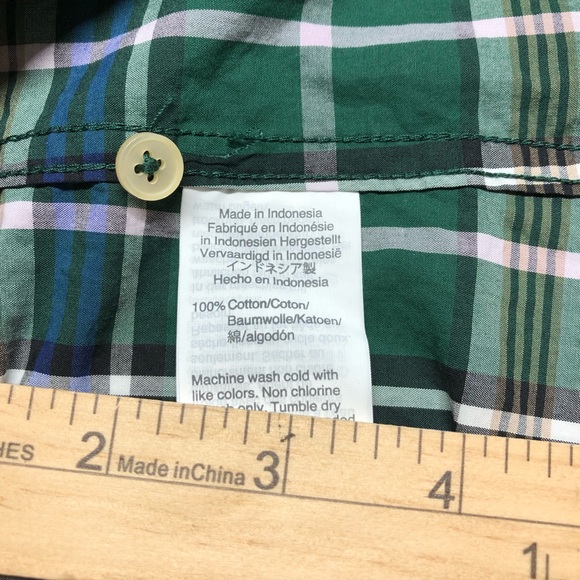 Made in Indonesia
Fabriqué en Indonésie
in Indonesien Hergestellt
Vervaardigd in Indonesië
インドネシア製
Hecho en Indonesia
100% Cotton/Coton/
Baumwolle/Katoen/
綿/algodón
Machine wash cold with
like colors. Non chlorine
only. Tumble dry
2 Made in China 3 4
1